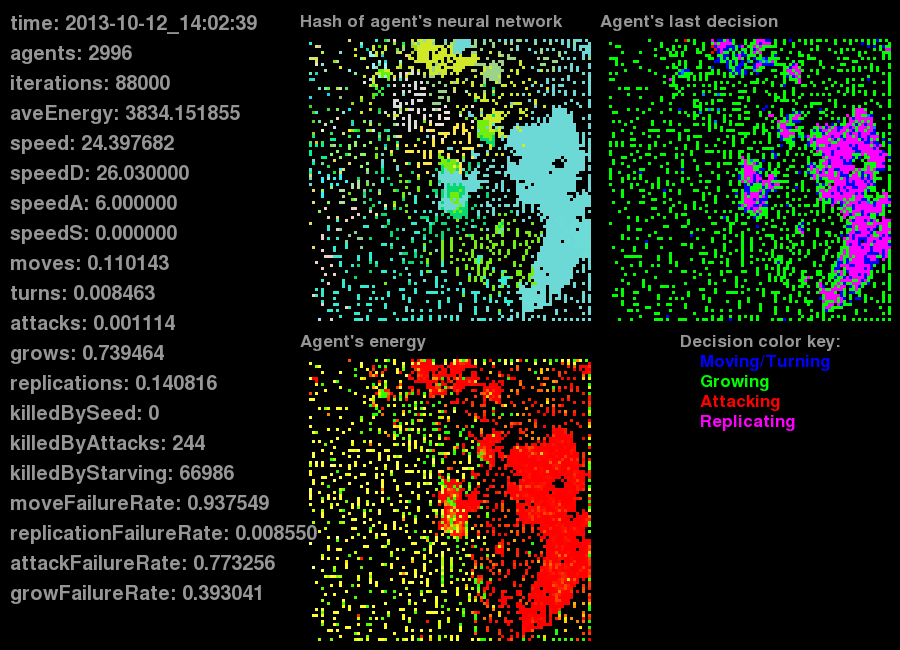 time: 2013-10-12_14:02:39
agents: 2996
iterations: 88000
aveEnergy: 3834.151855
speed: 24.397682
speedD: 26.030000
speedA: 6.000000
speedS: 0.000000
moves: 0.110143
turns: 0.008463
attacks: 0.001114
grows: 0.739464
replications: 0.140816
killedBySeed: 0
killedByAttacks: 244
killedByStarving: 66986
moveFailureRate: 0.937549
replicationFailureRate: 0.008550
attackFailureRate: 0.773256
growFailureRate: 0.393041
Hash of agent's neural network
Agent's last decision
Agent's energy
Decision color key:
Moving/Turning
Growing
Attacking
Replicating